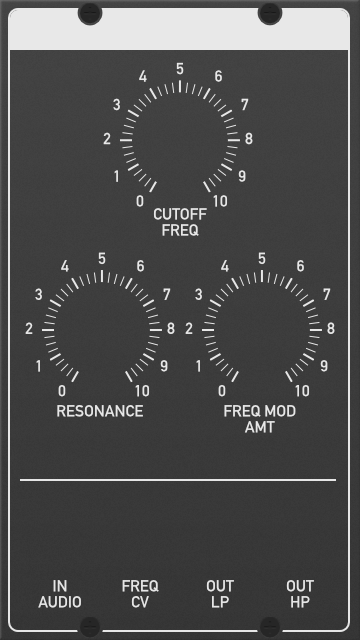 0 1 2 3 4 5 6 7 8 9 10
CUTOFF
FREQ
0 1 2 3 4 5 6 7 8 9 10
RESONANCE
0 1 2 3 4 5 6 7 8 9 10
FREQ MOD
AMT
IN
AUDIO
FREQ
CV
OUT
LP
OUT
HP